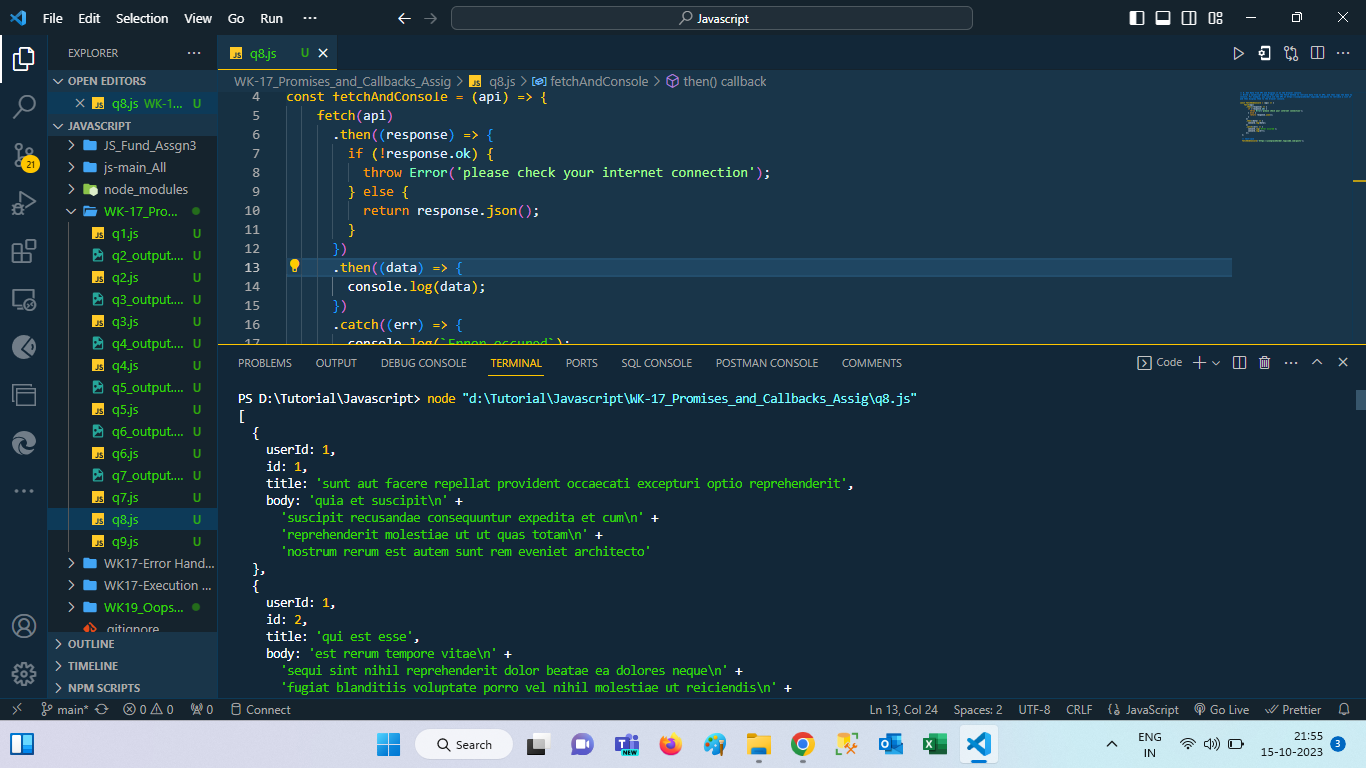 File Edit Selection View Go Run ···
Javascript
EXPLORER ···
OPEN EDITORS
q8.js WK-1... U
JAVASCRIPT
JS_Fund_Assgn3
js-main_All
node_modules
WK-17_Pro...
q1.js U
q2_output.... U
q2.js U
q3_output.... U
q3.js U
q4_output.... U
q4.js U
q5_output.... U
q5.js U
q6_output.... U
q6.js U
q7_output.... U
q7.js U
q8.js U
q9.js U
WK17-Error Hand...
WK17-Execution ...
WK19_Oops...
.gitignore
OUTLINE
TIMELINE
NPM SCRIPTS
21
JS q8.js U
WK-17_Promises_and_Callbacks_Assig > JS q8.js > fetchAndConsole > then() callback
4 const fetchAndConsole = (api) => {
5 fetch(api)
6 .then((response) => {
7 if (!response.ok) {
8 throw Error('please check your internet connection');
9 } else {
10 return response.json();
11 }
12 })
13 .then((data) => {
14 console.log(data);
15 })
16 .catch((err) => {
17 console.log(`Error occured`);
PROBLEMS OUTPUT DEBUG CONSOLE TERMINAL PORTS SQL CONSOLE POSTMAN CONSOLE COMMENTS
Code
PS D:\Tutorial\Javascript> node "d:\Tutorial\Javascript\WK-17_Promises_and_Callbacks_Assig\q8.js"
[
{
userId: 1,
id: 1,
title: 'sunt aut facere repellat provident occaecati excepturi optio reprehenderit',
body: 'quia et suscipit\n' +
'suscipit recusandae consequuntur expedita et cum\n' +
'reprehenderit molestiae ut ut quas totam\n' +
'nostrum rerum est autem sunt rem eveniet architecto'
},
{
userId: 1,
id: 2,
title: 'qui est esse',
body: 'est rerum tempore vitae\n' +
'sequi sint nihil reprehenderit dolor beatae ea dolores neque\n' +
'fugiat blanditiis voluptate porro vel nihil molestiae ut reiciendis\n' +
main* 0 0 0 Connect
Ln 13, Col 24 Spaces: 2 UTF-8 CRLF {} JavaScript Go Live Prettier
Search
NEW
ENG
IN
21:55
15-10-2023
3